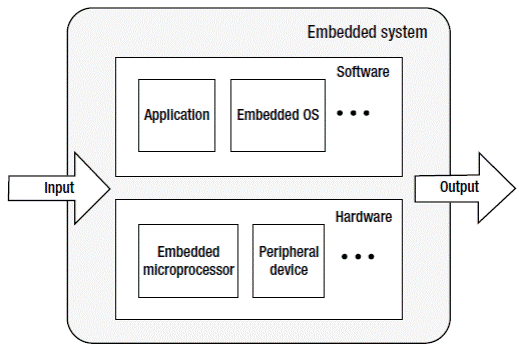 Embedded system
Software
Application
Embedded OS
Input
Output
Hardware
Embedded
microprocessor
Peripheral
device